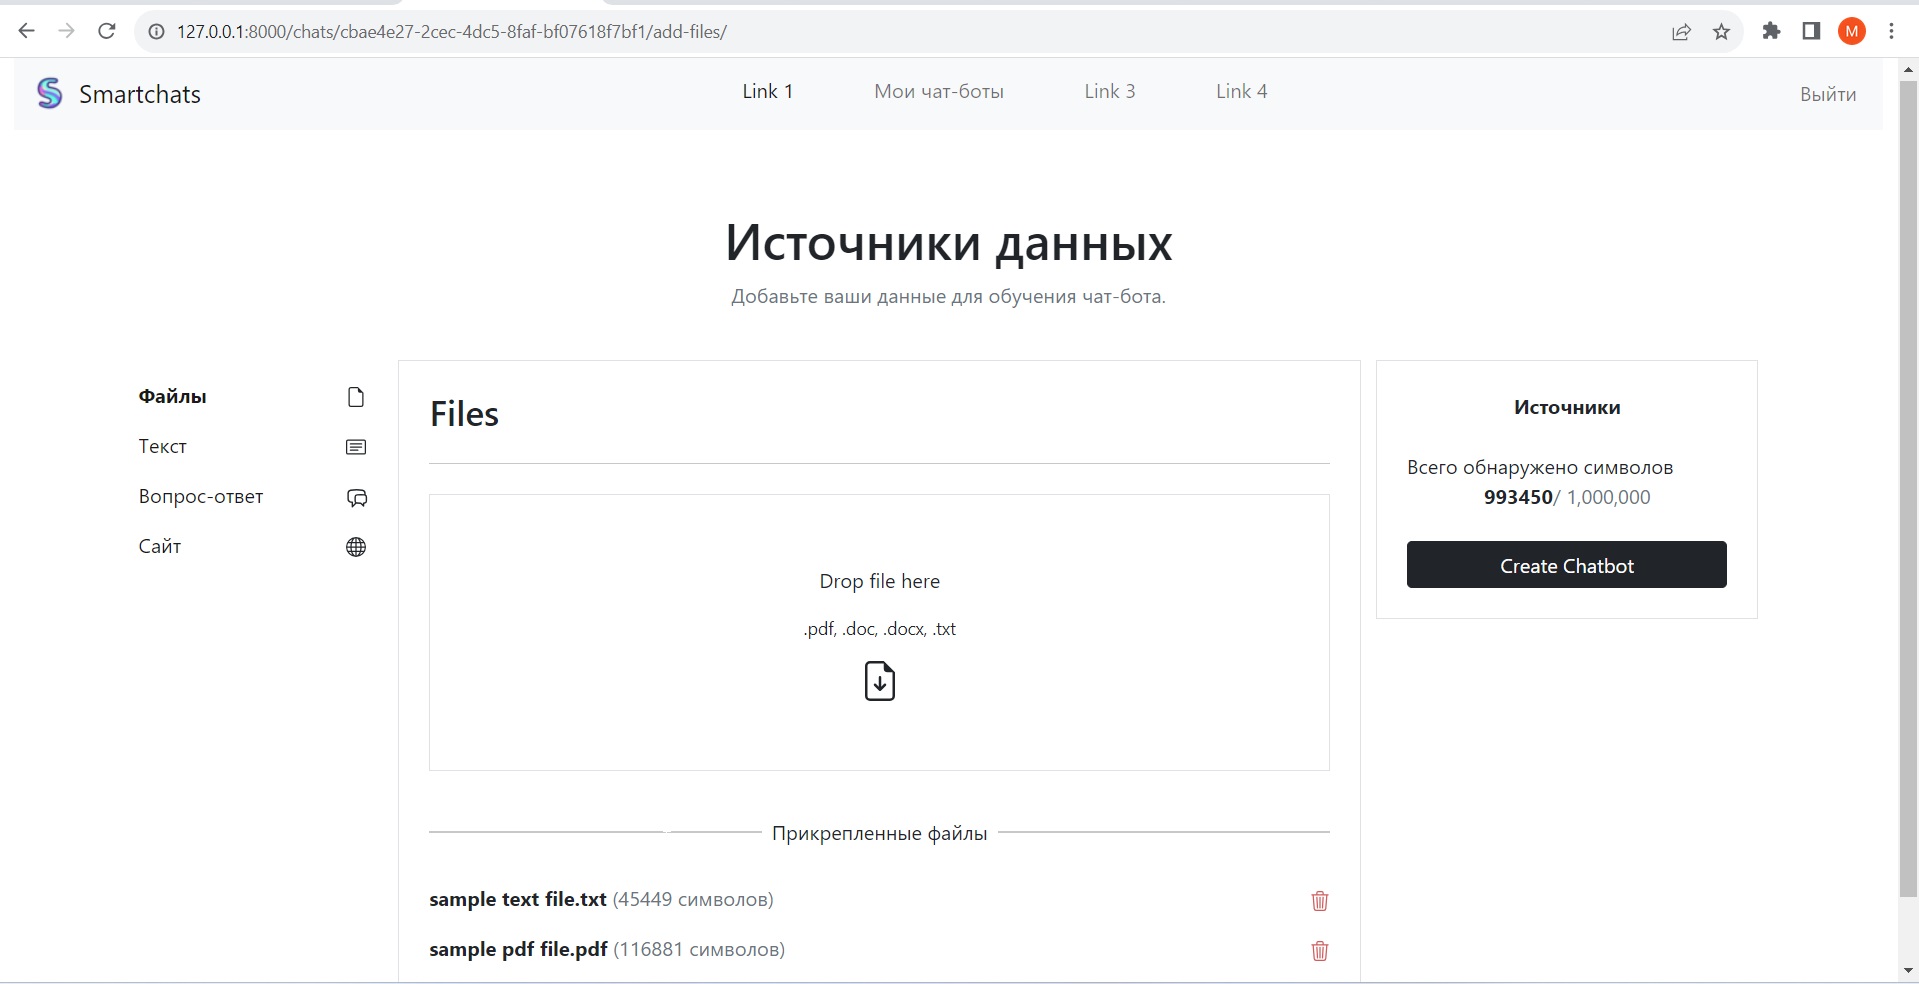 127.0.0.1:8000/chats/cbae4e27-2cec-4dc5-8faf-bf07618f7bf1/add-files/
M
Smartchats
Link 1
Мои чат-боты
Link 3
Link 4
Выйти
Источники данных
Добавьте ваши данные для обучения чат-бота.
Файлы
Текст
Вопрос-ответ
Сайт
Files
Drop file here
.pdf, .doc, .docx, .txt
Прикрепленные файлы
sample text file.txt (45449 символов)
sample pdf file.pdf (116881 символов)
Источники
Всего обнаружено символов
993450/ 1,000,000
Create Chatbot